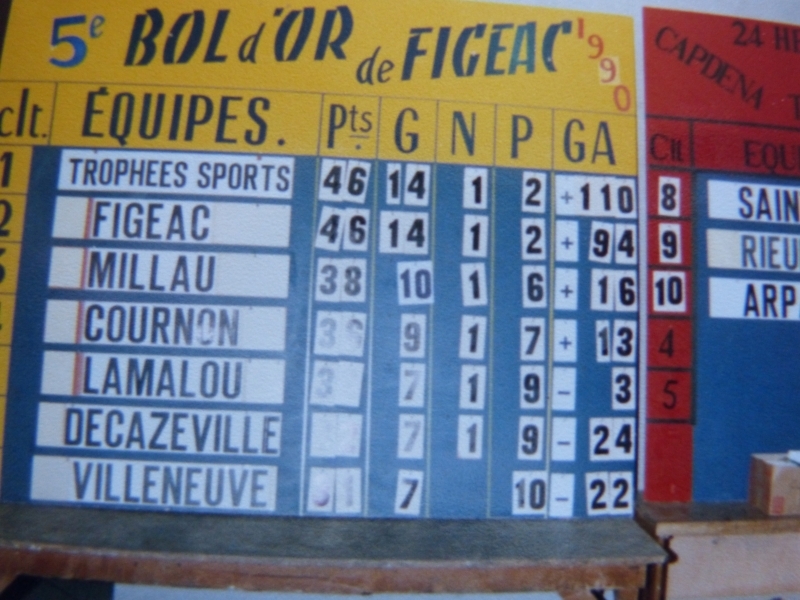 5e BOL d'OR de FIGEAC 1990
clt. ÉQUIPES. Pts. G N P GA
1 TROPHEES SPORTS 46 14 1 2 +110
2 FIGEAC 46 14 1 2 + 94
3 MILLAU 38 10 1 6 + 16
COURNON 9 1 7 + 13
LAMALOU 3 7 1 9 - 3
DECAZEVILLE 7 1 9 - 24
VILLENEUVE 7 10 - 22
24 HE
CAPDENA
Clt EQU
8 SAIN
9 RIEU
10 ARP
4
5